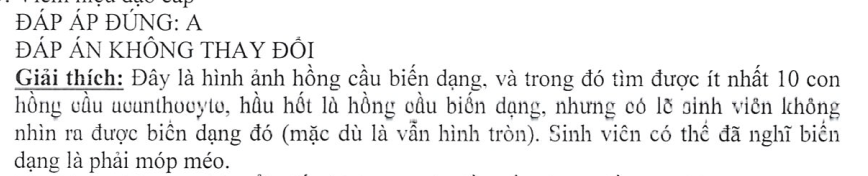 ĐÁP ÁP ĐÚNG: A
ĐÁP ÁN KHÔNG THAY ĐỔI
Giải thích: Đây là hình ảnh hồng cầu biến dạng, và trong đó tìm được ít nhất 10 con
hồng cầu acanthocyte, hầu hết là hồng cầu biến dạng, nhưng có lẽ sinh viên không
nhìn ra được biến dạng đó (mặc dù là vẫn hình tròn). Sinh viên có thể đã nghĩ biến
dạng là phải móp méo.